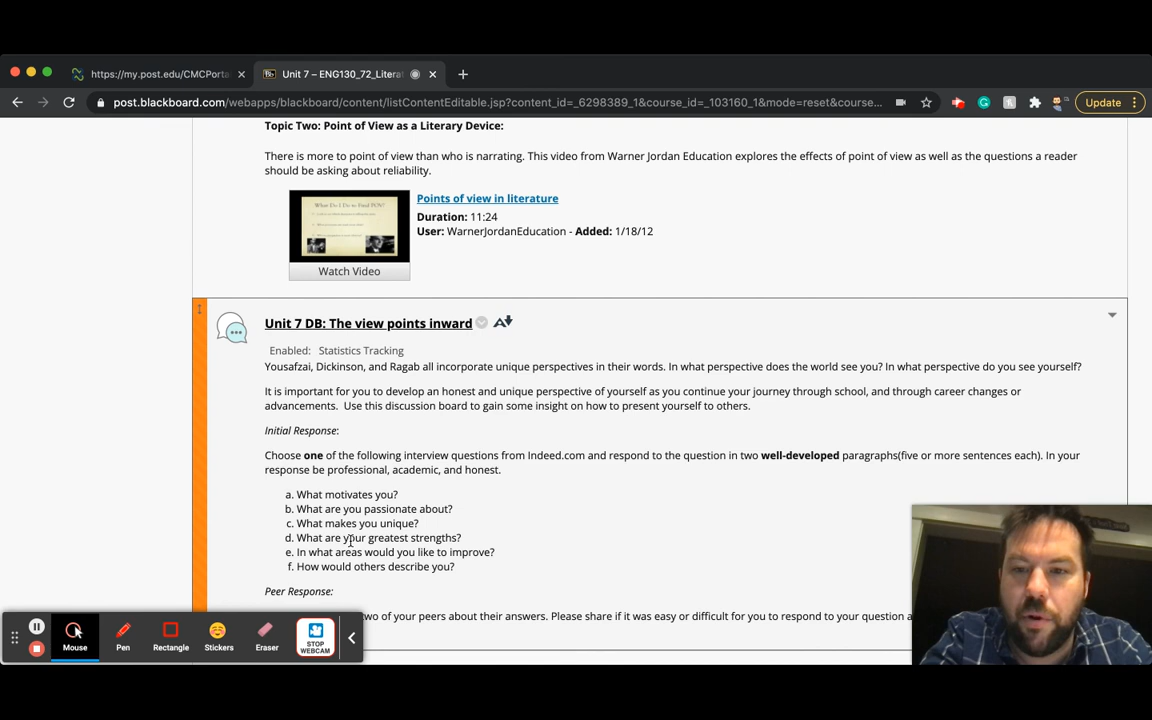 https://my.post.edu/CMCPorta
Unit 7 – ENG130_72_Literat
post.blackboard.com/webapps/blackboard/content/listContentEditable.jsp?content_id=_6298389_1&course_id=_103160_1&mode=reset&course...
Update
Topic Two: Point of View as a Literary Device:
There is more to point of view than who is narrating. This video from Warner Jordan Education explores the effects of point of view as well as the questions a reader
should be asking about reliability.
What Do I Do to Find POV?
Points of view in literature
Duration: 11:24
User: WarnerJordanEducation - Added: 1/18/12
Watch Video
Unit 7 DB: The view points inward
Enabled: Statistics Tracking
Yousafzai, Dickinson, and Ragab all incorporate unique perspectives in their words. In what perspective does the world see you? In what perspective do you see yourself?
It is important for you to develop an honest and unique perspective of yourself as you continue your journey through school, and through career changes or
advancements. Use this discussion board to gain some insight on how to present yourself to others.
Initial Response:
Choose one of the following interview questions from Indeed.com and respond to the question in two well-developed paragraphs(five or more sentences each). In your
response be professional, academic, and honest.
a. What motivates you?
b. What are you passionate about?
c. What makes you unique?
d. What are your greatest strengths?
e. In what areas would you like to improve?
f. How would others describe you?
Peer Response:
two of your peers about their answers. Please share if it was easy or difficult for you to respond to your question a
Mouse
Pen
Rectangle
Stickers
Eraser
STOP
WEBCAM